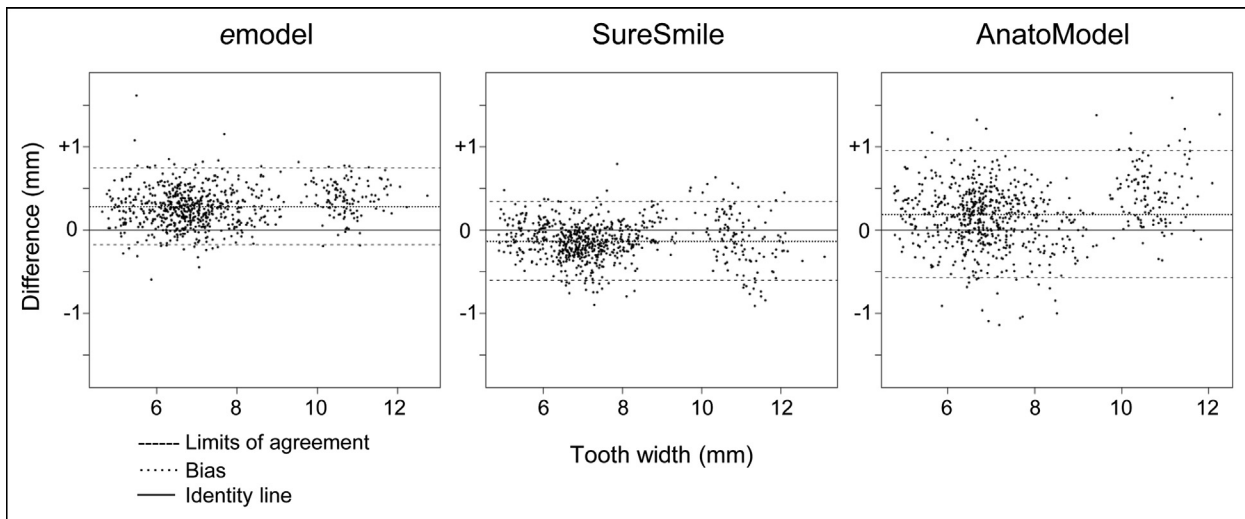 emodel SureSmile AnatoModel
Difference (mm)
+1 +1 +1
0 0 0
-1 -1 -1
6 8 10 12 6 8 10 12 6 8 10 12
Limits of agreement
Tooth width (mm)
Bias
Identity line